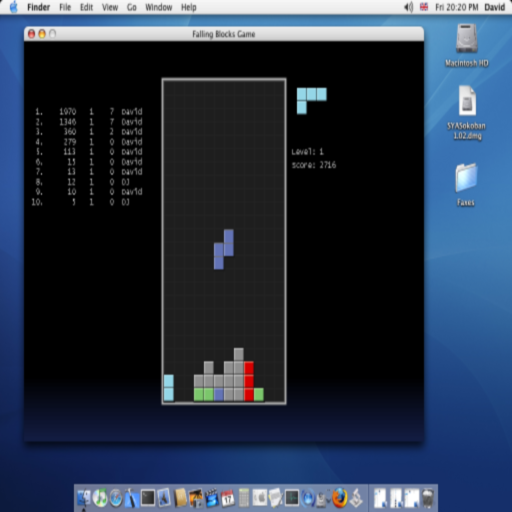 Finder File Edit View Go Window Help Fri 20:20 PM David
Falling Blocks Game
Macintosh HD
SYASokoban 1.02.dmg
Faxes
1. 1970 1 7 David
2. 1346 1 7 David
3. 360 1 2 David
4. 279 1 0 David
5. 113 1 0 David
6. 15 1 0 David
7. 13 1 0 David
8. 12 1 0 DJ
9. 10 1 0 David
10. 5 1 0 DJ
Level: 1
Score: 2716
17